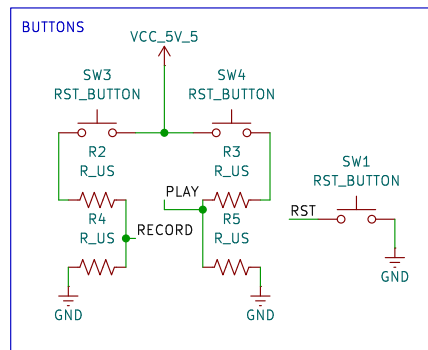 BUTTONS
VCC_5V_5
SW3
RST_BUTTON
SW4
RST_BUTTON
R2
R_US
R3
R_US
PLAY
SW1
RST_BUTTON
RST
R4
R_US
RECORD
R5
R_US
GND
GND
GND